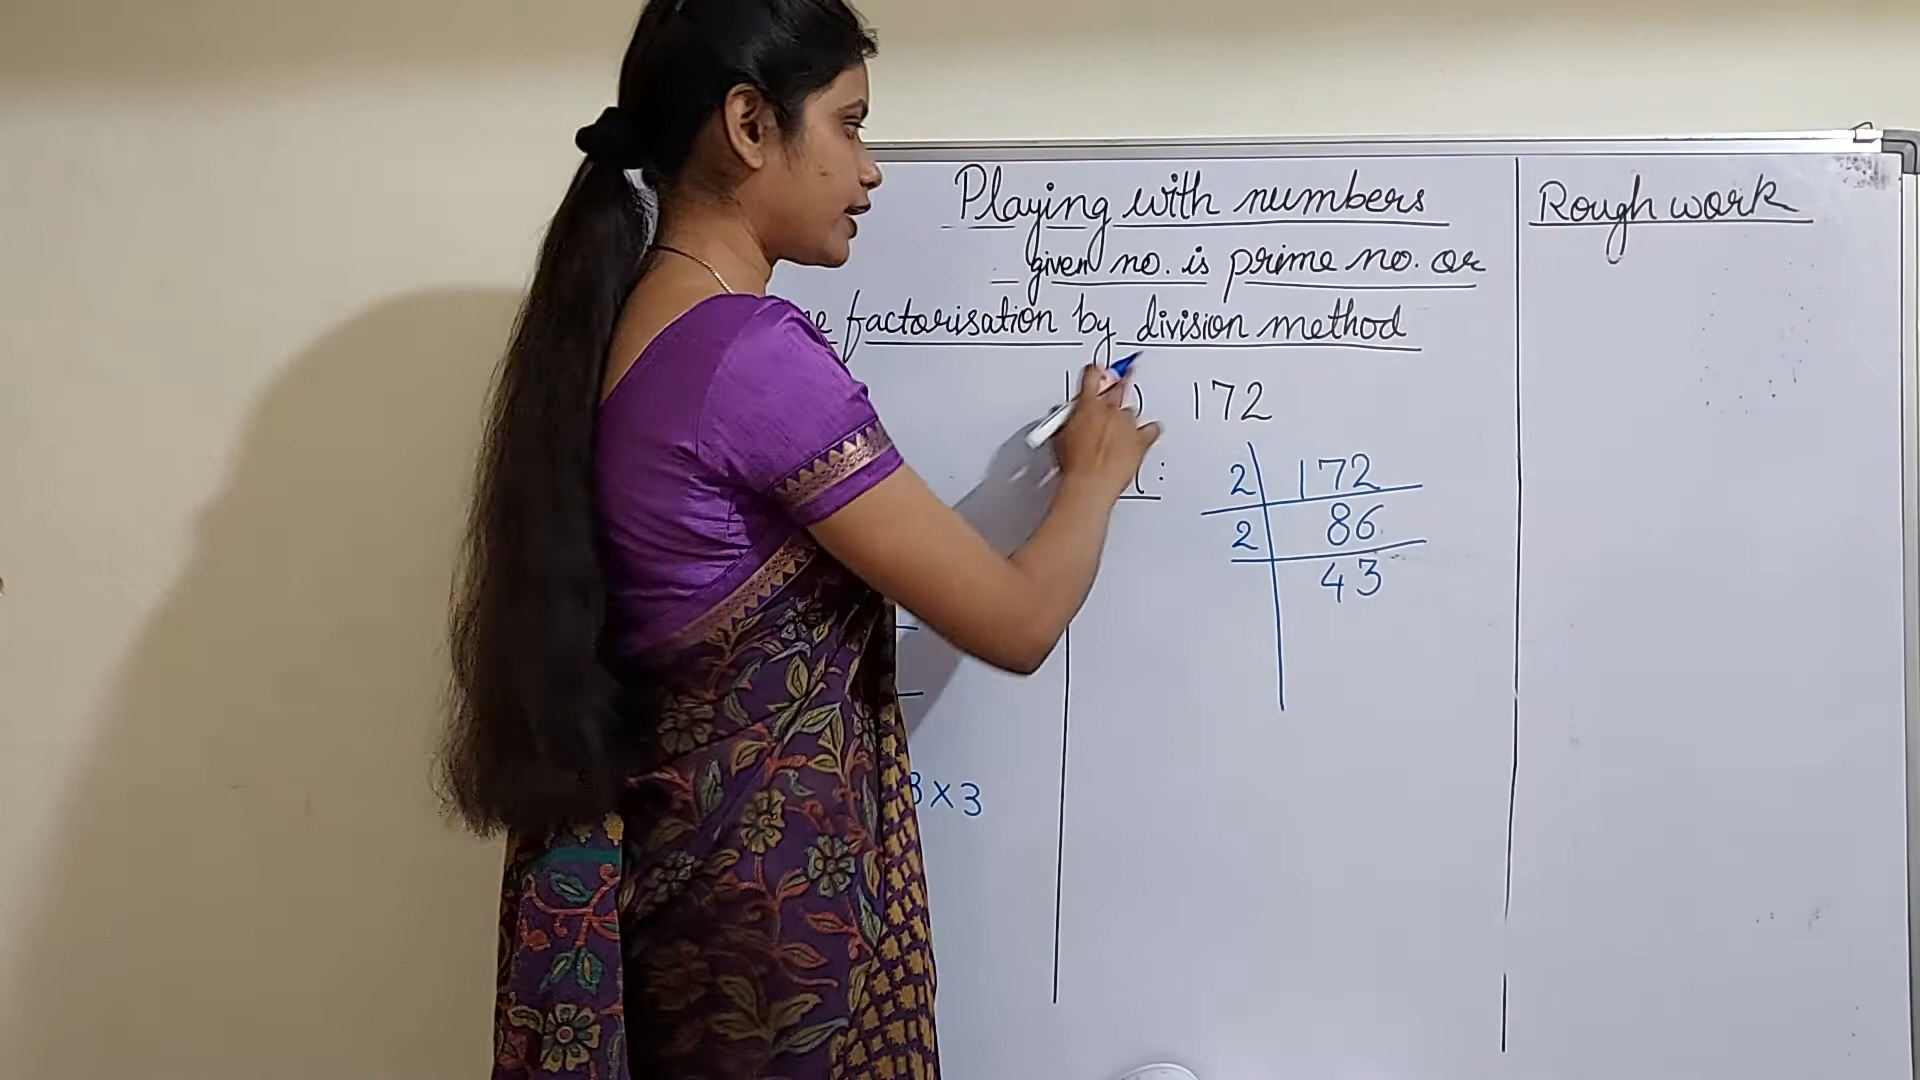 Playing with numbers
given no. is prime no. or
factorisation by division method
172
2 172
2 86
43
× 3
Rough work